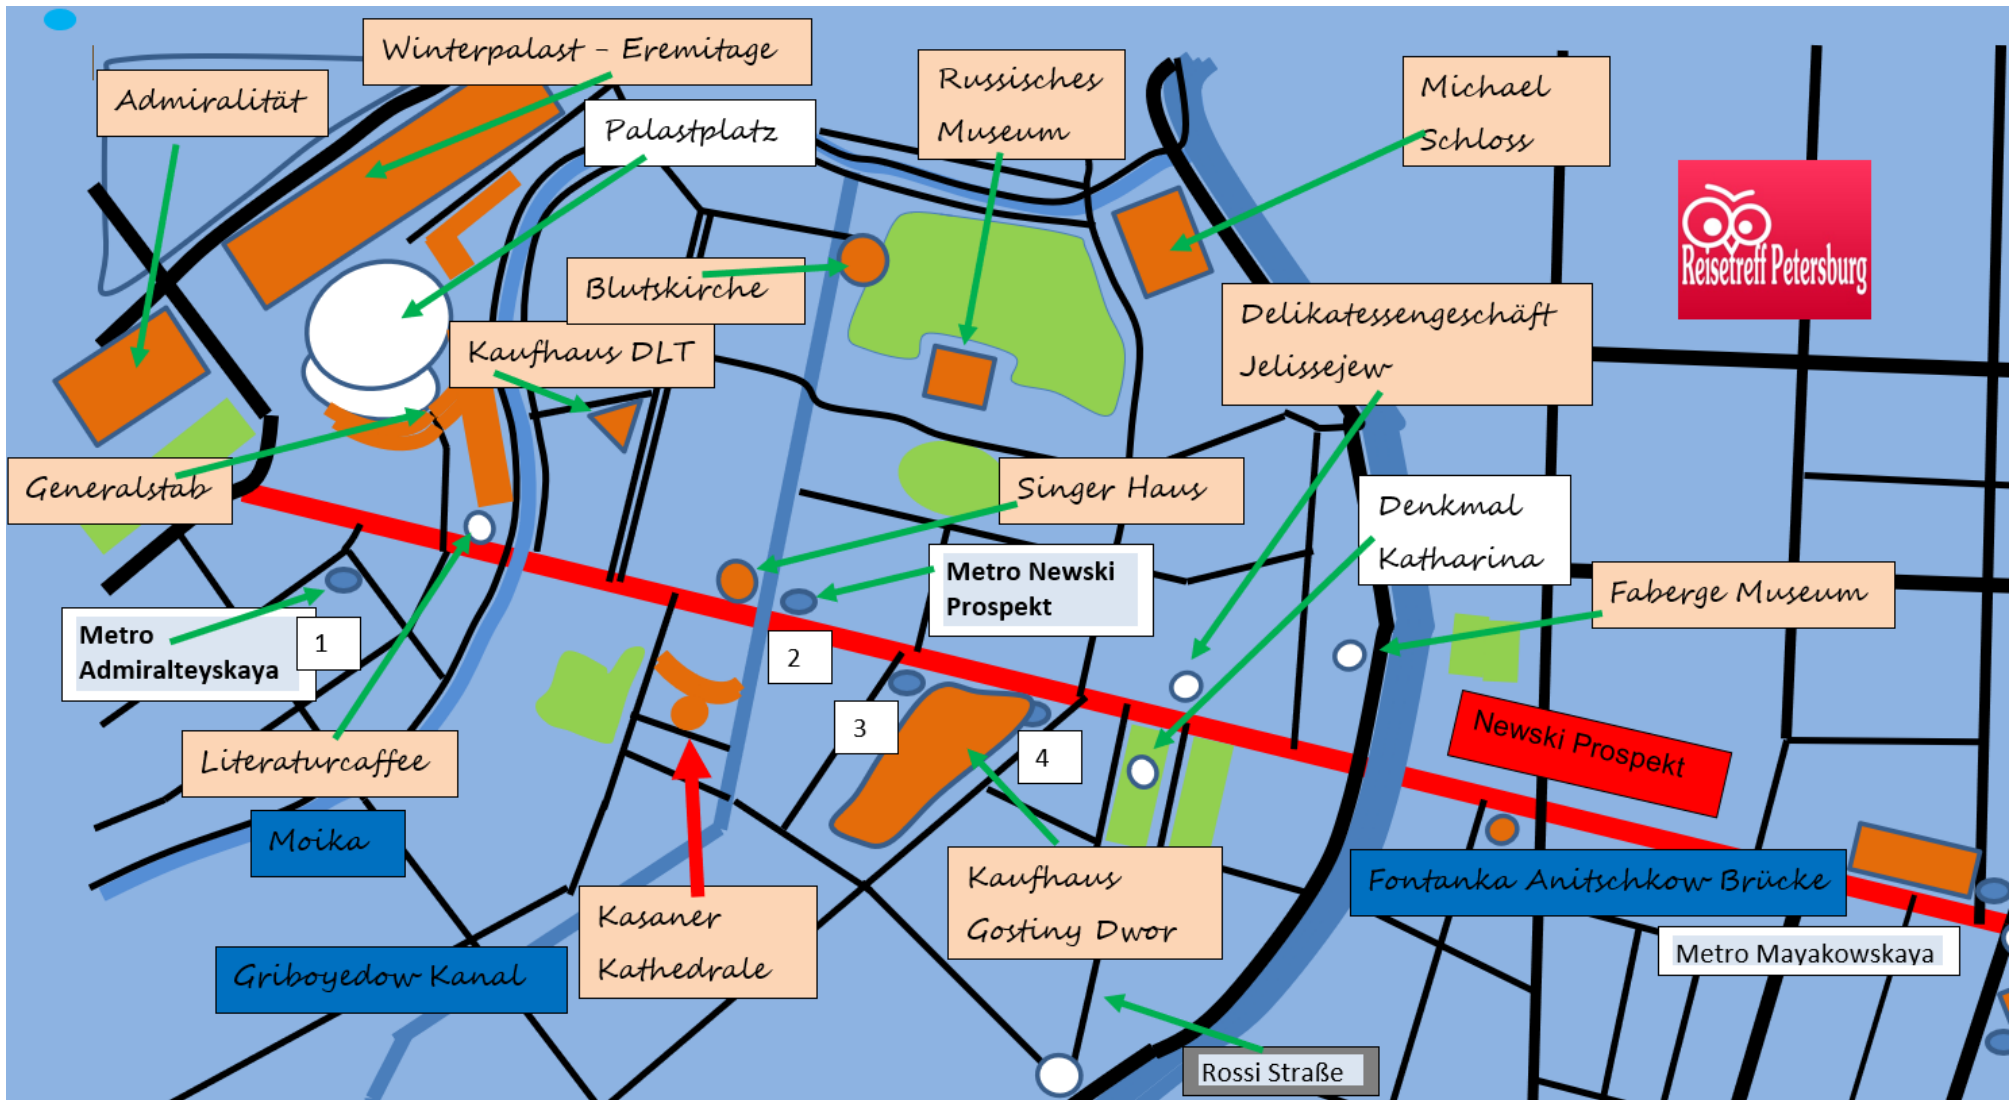 Winterpalast - Eremitage
Admiralität
Palastplatz
Russisches
Museum
Michael
Schloss
Reisetreff Petersburg
Blutskirche
Kaufhaus DLT
Delikatessengeschäft
Jelissejew
Generalstab
Singer Haus
Denkmal
Katharina
Metro Newski
Prospekt
Faberge Museum
Metro
Admiralteyskaya
1
2
3
4
Newski Prospekt
Literaturcaffee
Moika
Kaufhaus
Gostiny Dwor
Fontanka Anitschkow Brücke
Kasaner
Kathedrale
Griboyedow Kanal
Metro Mayakowskaya
Rossi Straße